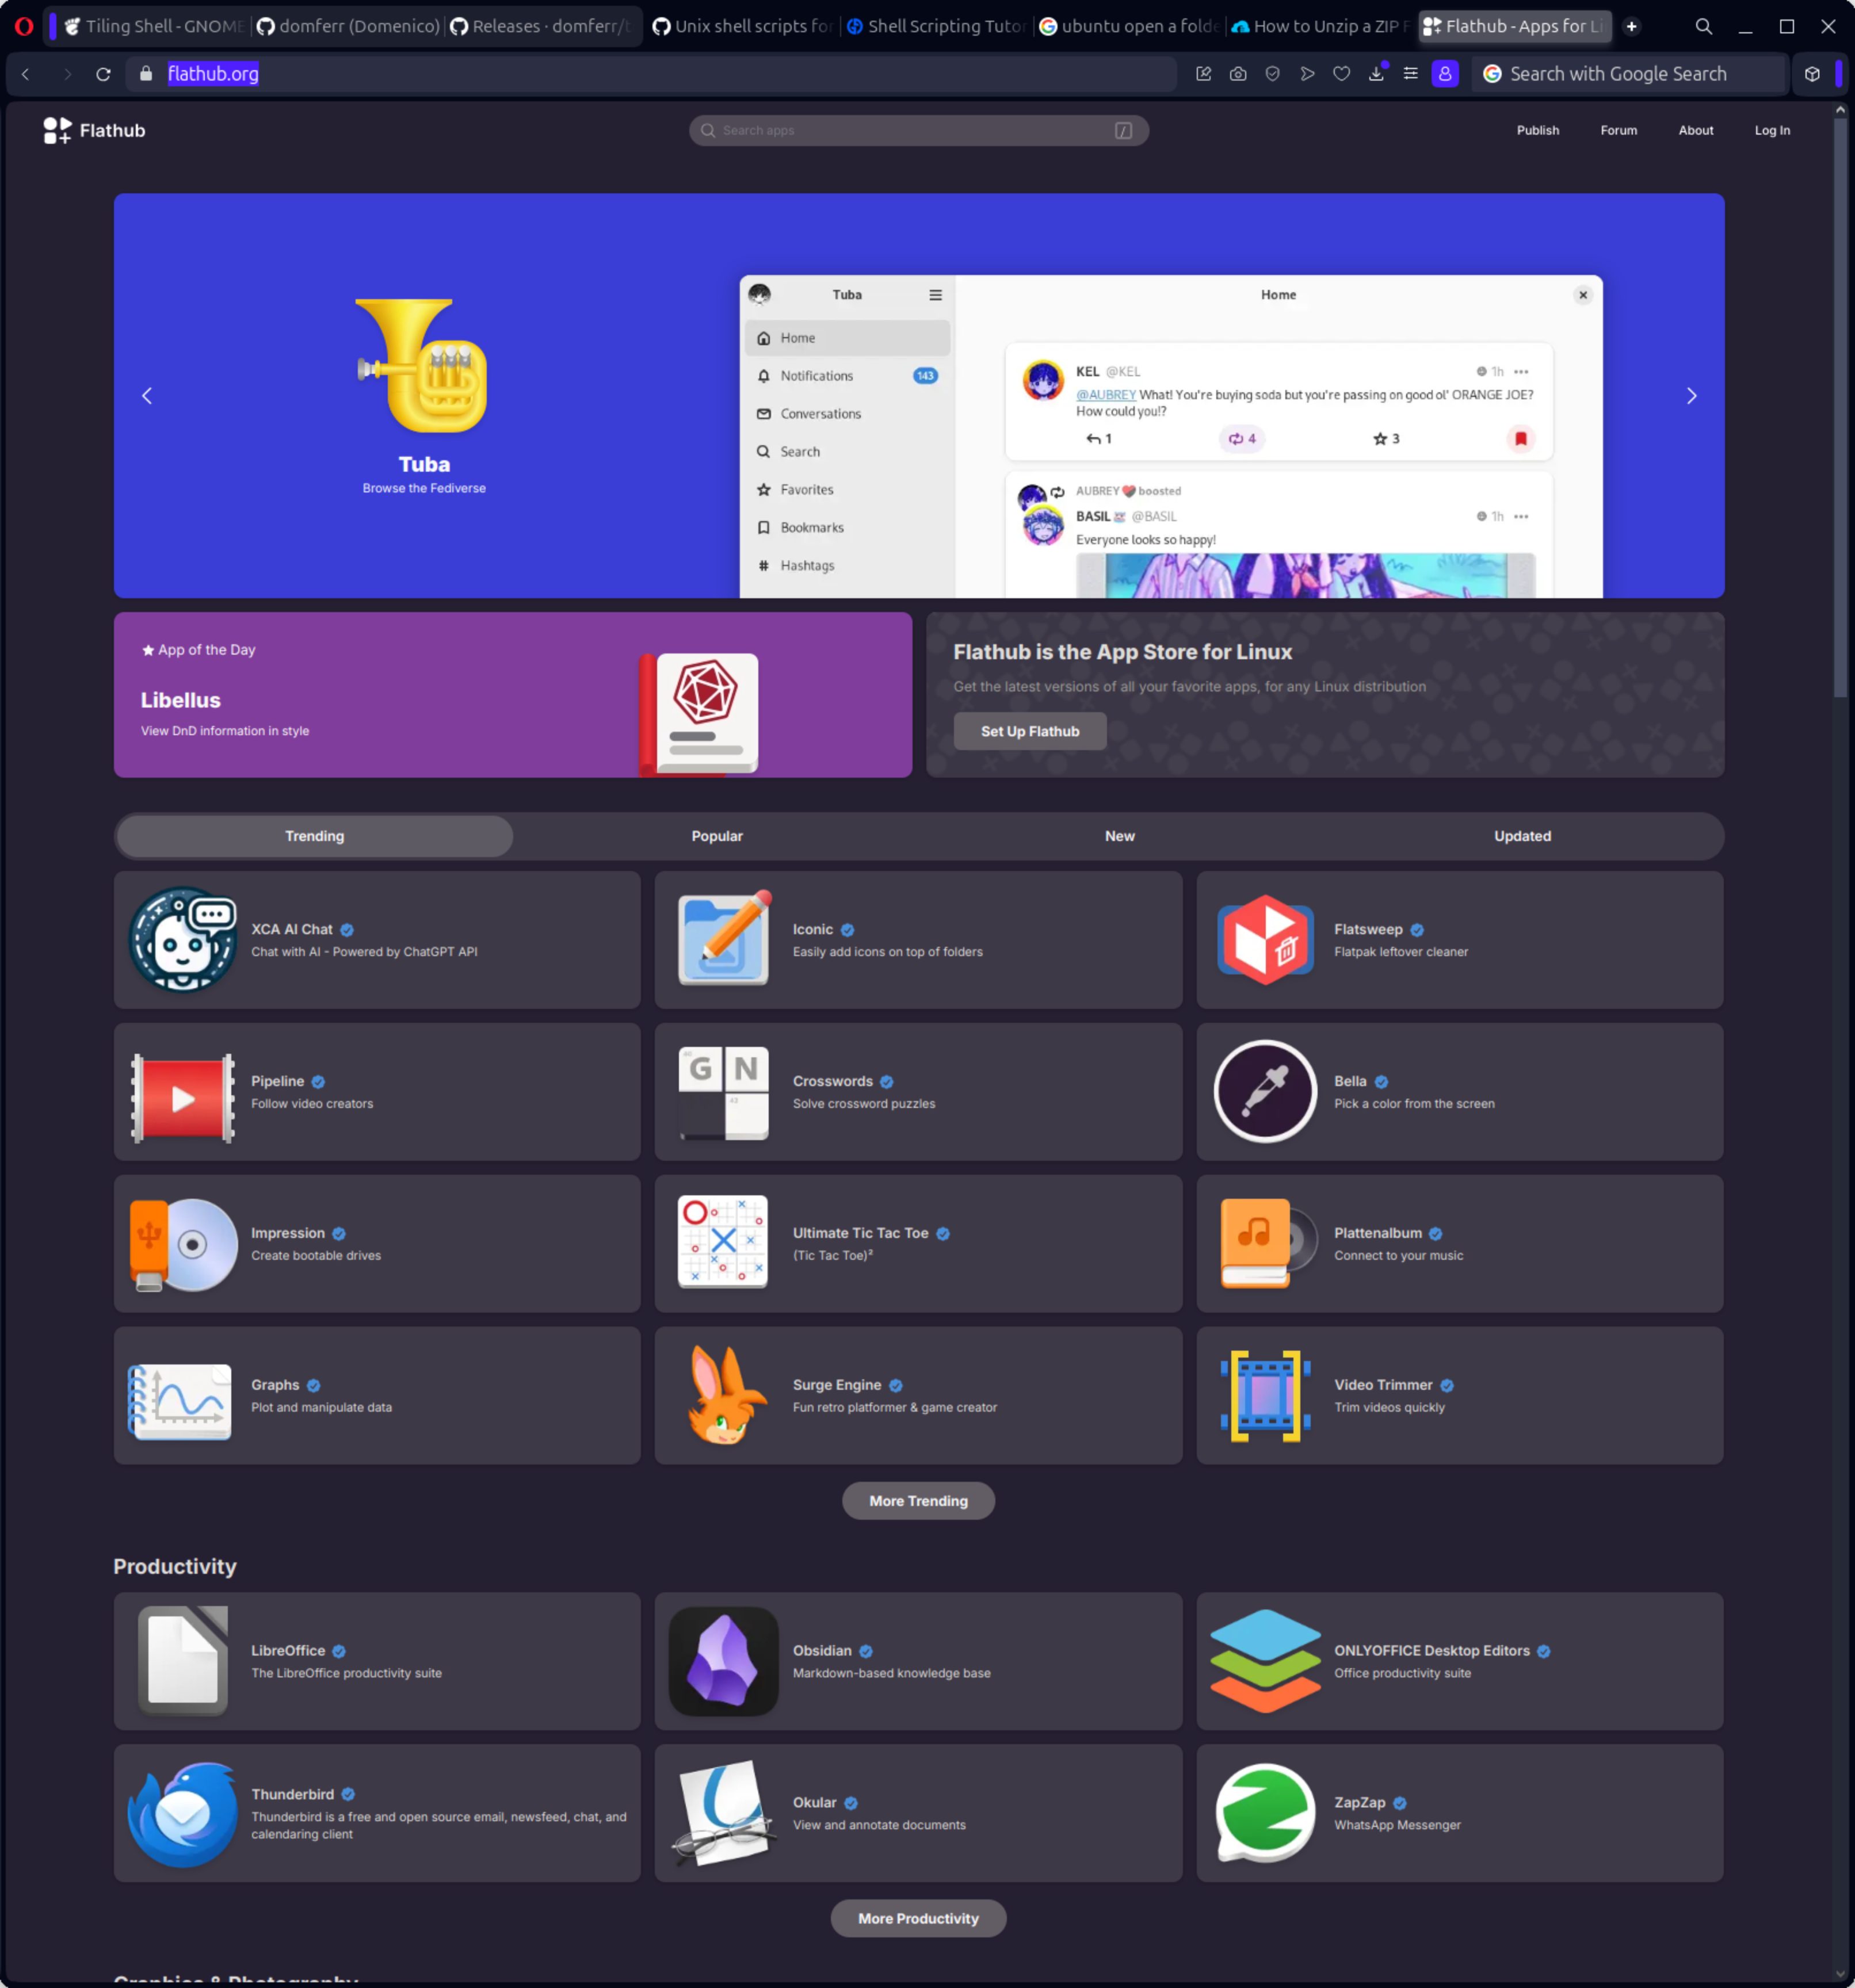 Tiling Shell - GNOME
domferr (Domenico)
Releases · domferr/t
Unix shell scripts for
Shell Scripting Tutor
ubuntu open a folde
How to Unzip a ZIP F
Flathub - Apps for Li
flathub.org
Search with Google Search
Flathub
Search apps
/
Publish
Forum
About
Log In
Tuba
Browse the Fediverse
Tuba
Home
Notifications
143
Conversations
Search
Favorites
Bookmarks
# Hashtags
Home
KEL @KEL
1h
@AUBREY What! You're buying soda but you're passing on good ol' ORANGE JOE?
How could you!?
1
4
3
AUBREY boosted
BASIL @BASIL
1h
Everyone looks so happy!
App of the Day
Libellus
View DnD information in style
Flathub is the App Store for Linux
Get the latest versions of all your favorite apps, for any Linux distribution
Set Up Flathub
Trending
Popular
New
Updated
XCA AI Chat
Chat with AI - Powered by ChatGPT API
Iconic
Easily add icons on top of folders
Flatsweep
Flatpak leftover cleaner
Pipeline
Follow video creators
G N
43
Crosswords
Solve crossword puzzles
Bella
Pick a color from the screen
Impression
Create bootable drives
Ultimate Tic Tac Toe
(Tic Tac Toe)²
Plattenalbum
Connect to your music
Graphs
Plot and manipulate data
Surge Engine
Fun retro platformer & game creator
Video Trimmer
Trim videos quickly
More Trending
Productivity
LibreOffice
The LibreOffice productivity suite
Obsidian
Markdown-based knowledge base
ONLYOFFICE Desktop Editors
Office productivity suite
Thunderbird
Thunderbird is a free and open source email, newsfeed, chat, and
calendaring client
Okular
View and annotate documents
ZapZap
WhatsApp Messenger
More Productivity
Graphics & Photography